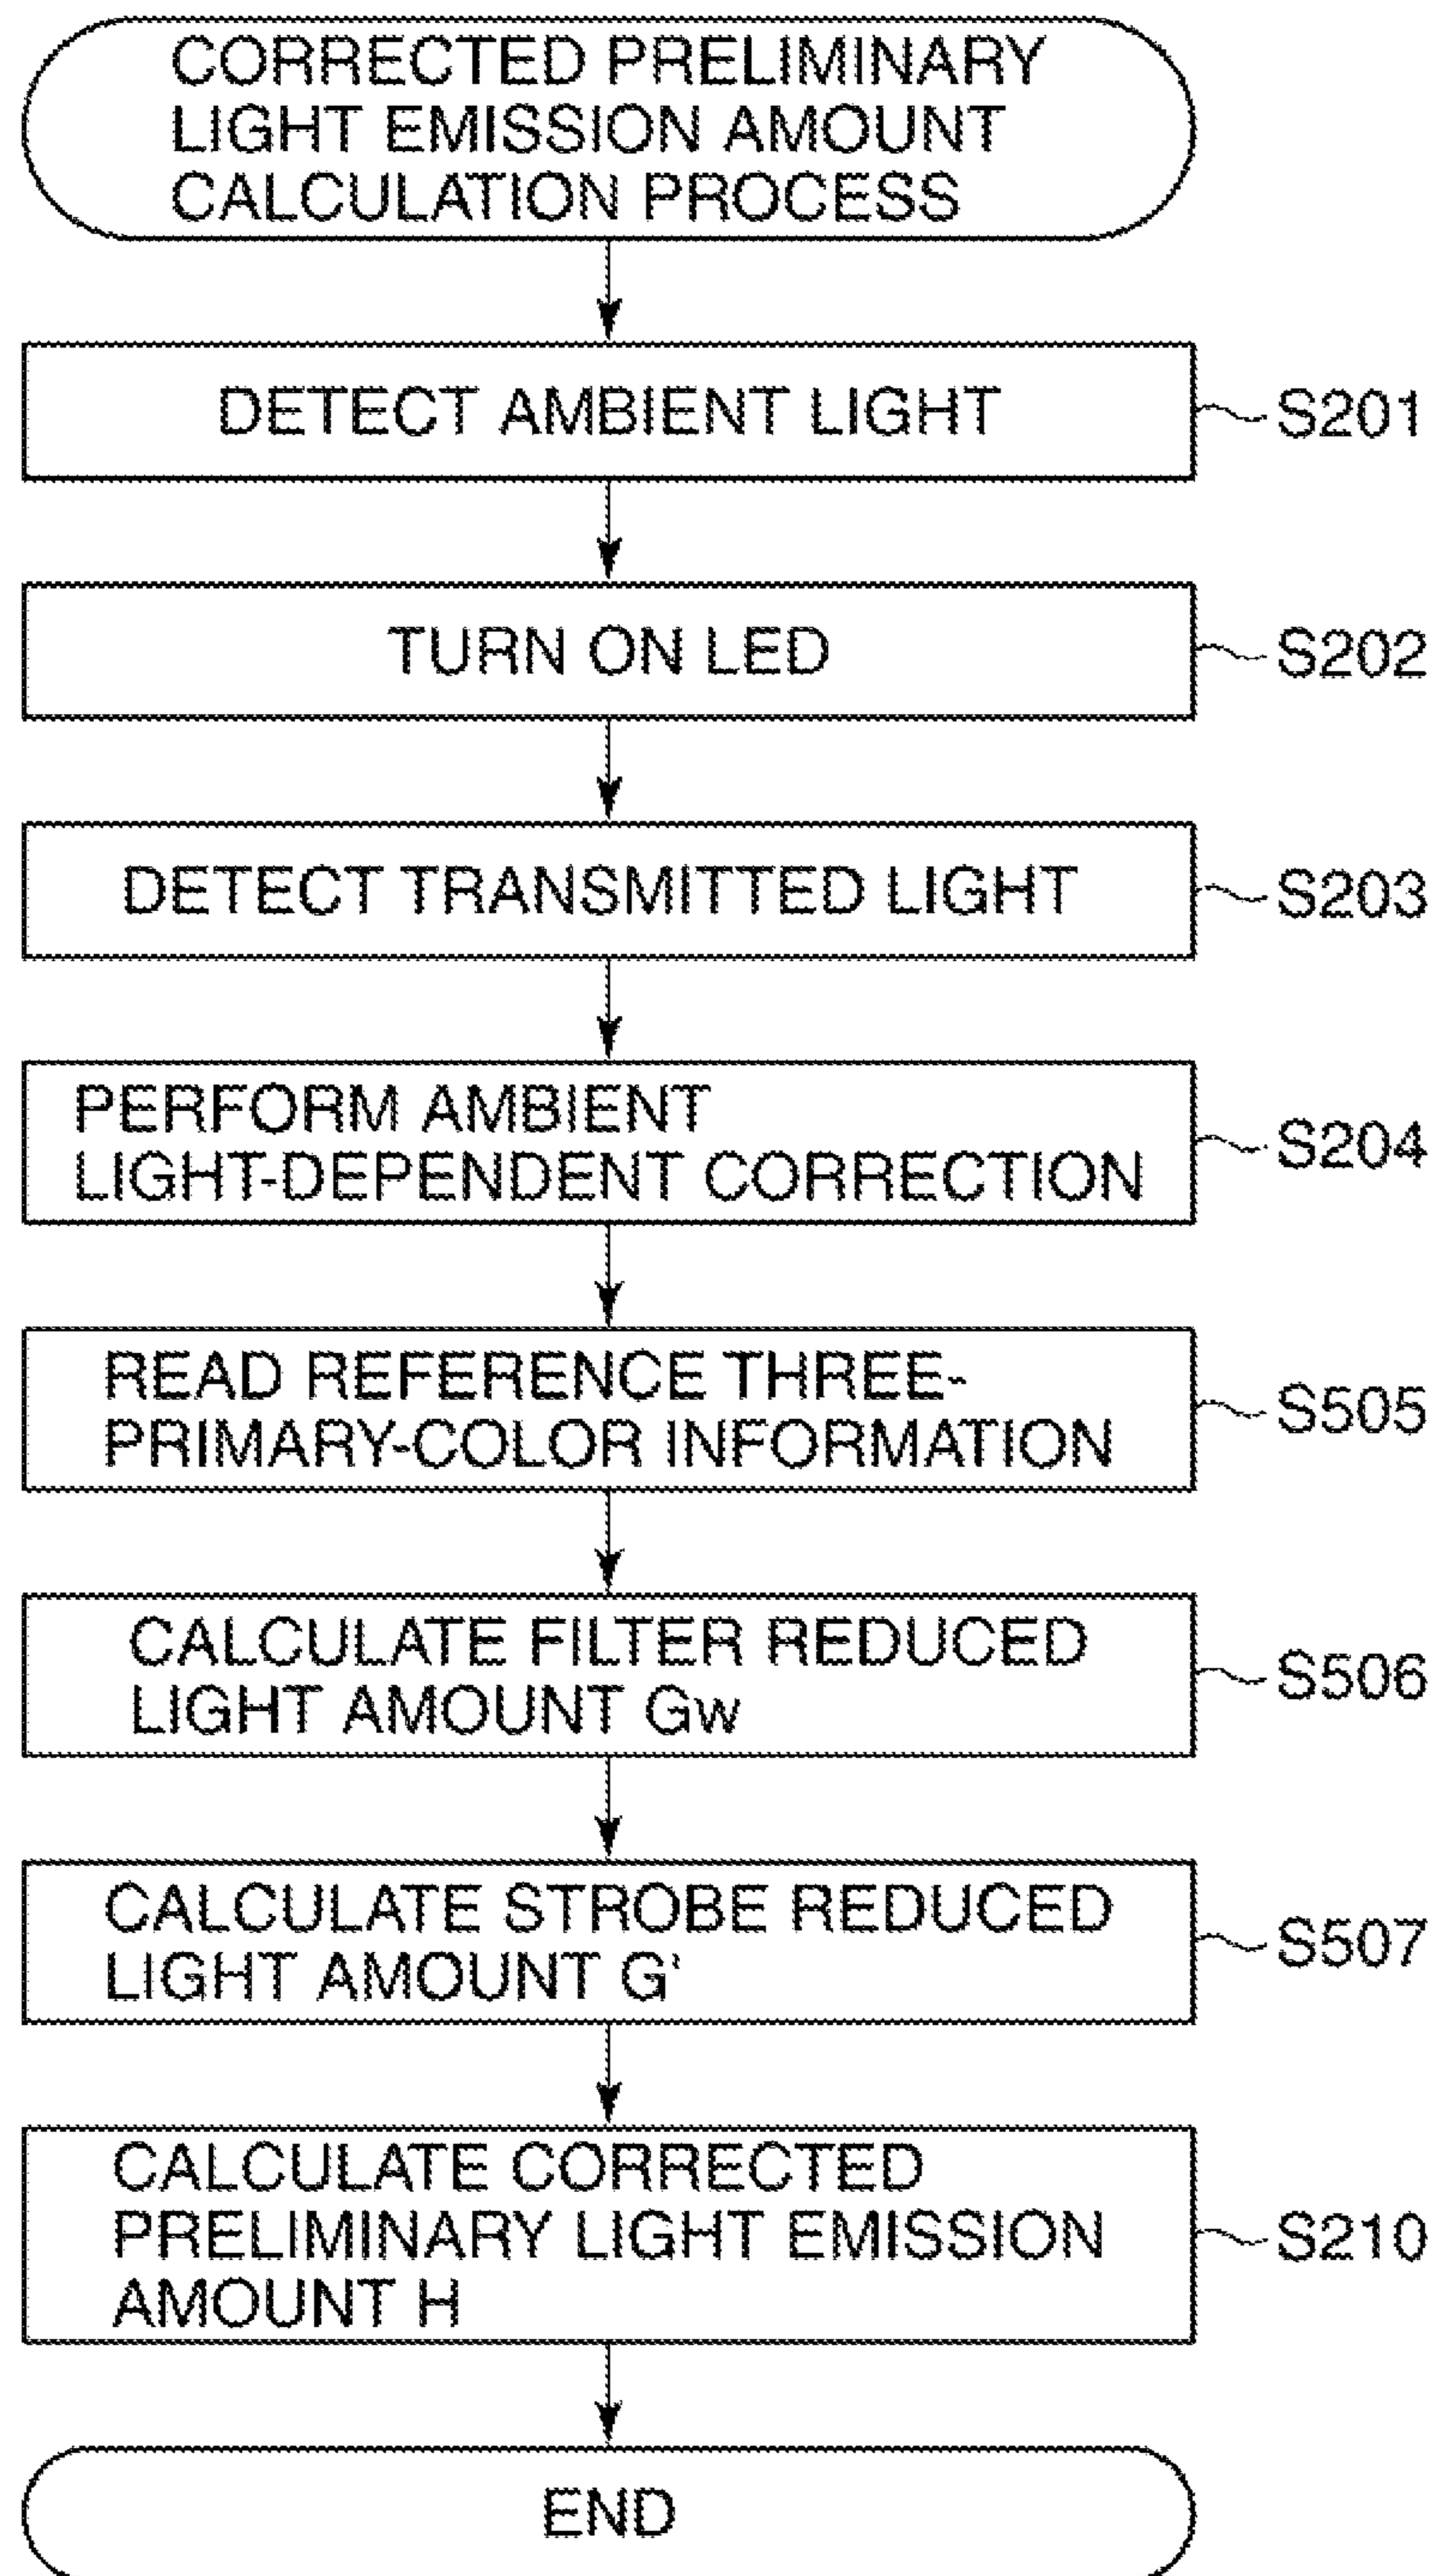 CORRECTED PRELIMINARY
LIGHT EMISSION AMOUNT
CALCULATION PROCESS
DETECT AMBIENT LIGHT
S201
TURN ON LED
S202
DETECT TRANSMITTED LIGHT
S203
PERFORM AMBIENT
LIGHT-DEPENDENT CORRECTION
S204
READ REFERENCE THREE-
PRIMARY-COLOR INFORMATION
S505
CALCULATE FILTER REDUCED
LIGHT AMOUNT Gw
S506
CALCULATE STROBE REDUCED
LIGHT AMOUNT G'
S507
CALCULATE CORRECTED
PRELIMINARY LIGHT EMISSION
AMOUNT H
S210
END